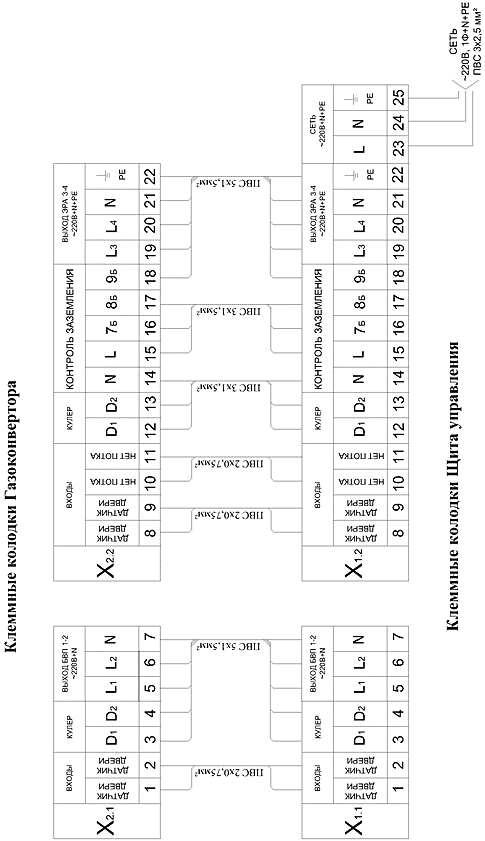 Клеммные колодки Газоконвертора
X2.1
ВХОДЫ
КУЛЕР
ВЫХОД БВП 1-2
~220В+N
ДАТЧИК ДВЕРИ
ДАТЧИК ДВЕРИ
D1 D2 L1 L2 N
1 2 3 4 5 6 7
X2.2
ВХОДЫ
КУЛЕР
КОНТРОЛЬ ЗАЗЕМЛЕНИЯ
ВЫХОД ЭРА 3-4
~220В+N+PE
ДАТЧИК ДВЕРИ
ДАТЧИК ДВЕРИ
НЕТ ПОТКА
НЕТ ПОТКА
D1 D2 N L 7Б 8Б 9Б L3 L4 N PE
8 9 10 11 12 13 14 15 16 17 18 19 20 21 22
ПВС 2х0,75мм²
ПВС 5х1,5мм²
ПВС 2х0,75мм²
ПВС 2х0,75мм²
ПВС 3х1,5мм²
ПВС 3х1,5мм²
ПВС 5х1,5мм²
X1.1
ВХОДЫ
КУЛЕР
ВЫХОД БВП 1-2
~220В+N
ДАТЧИК ДВЕРИ
ДАТЧИК ДВЕРИ
D1 D2 L1 L2 N
1 2 3 4 5 6 7
X1.2
ВХОДЫ
КУЛЕР
КОНТРОЛЬ ЗАЗЕМЛЕНИЯ
ВЫХОД ЭРА 3-4
~220В+N+PE
СЕТЬ
~220В+N+PE
ДАТЧИК ДВЕРИ
ДАТЧИК ДВЕРИ
НЕТ ПОТКА
НЕТ ПОТКА
D1 D2 N L 7Б 8Б 9Б L3 L4 N PE L N PE
8 9 10 11 12 13 14 15 16 17 18 19 20 21 22 23 24 25
СЕТЬ
~220В, 1Ф+N+PE
ПВС 3х2,5 мм²
Клеммные колодки Щита управления